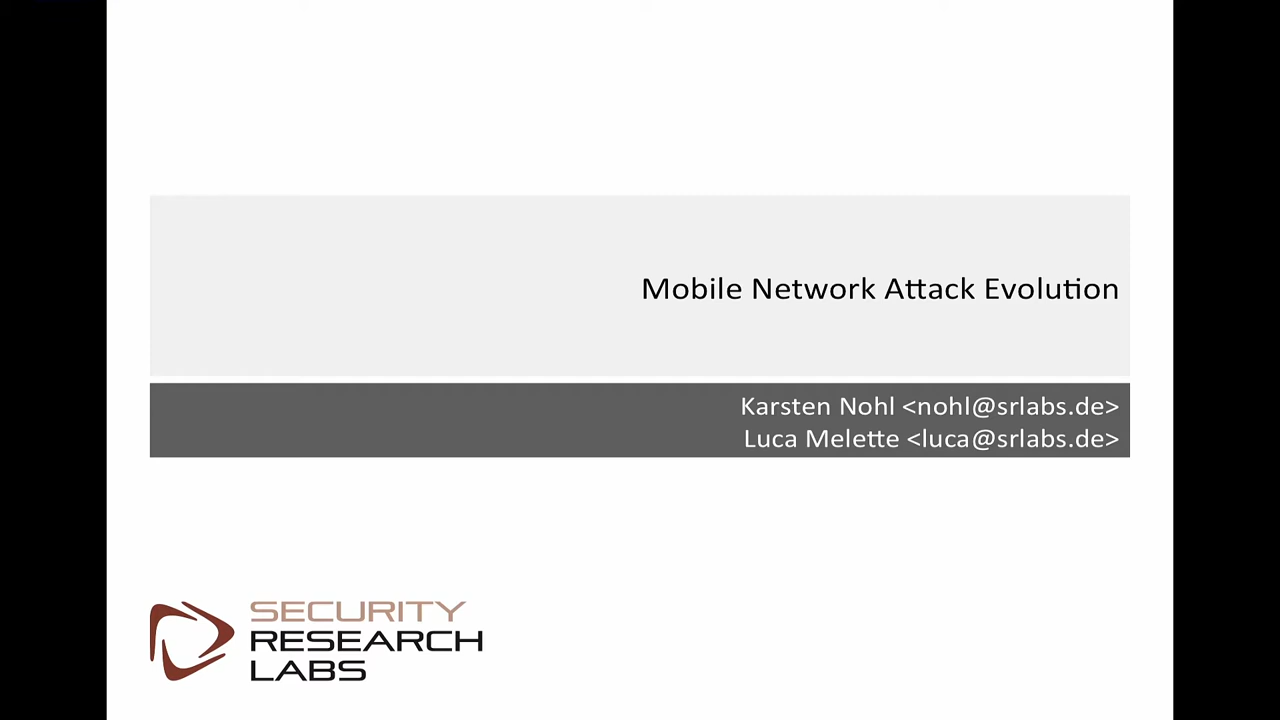 Mobile Network Attack Evolution
Karsten Nohl <nohl@srlabs.de>
Luca Melette <luca@srlabs.de>
SECURITY
RESEARCH
LABS